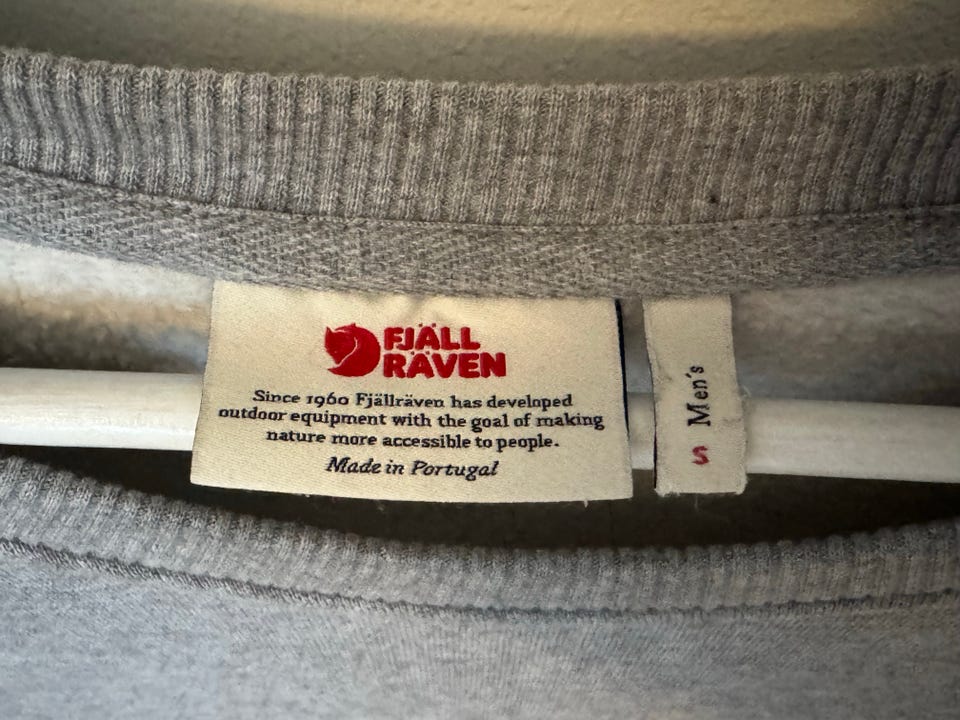 FJÄLL
RÄVEN
Since 1960 Fjällräven has developed
outdoor equipment with the goal of making
nature more accessible to people.
Made in Portugal
S Men's